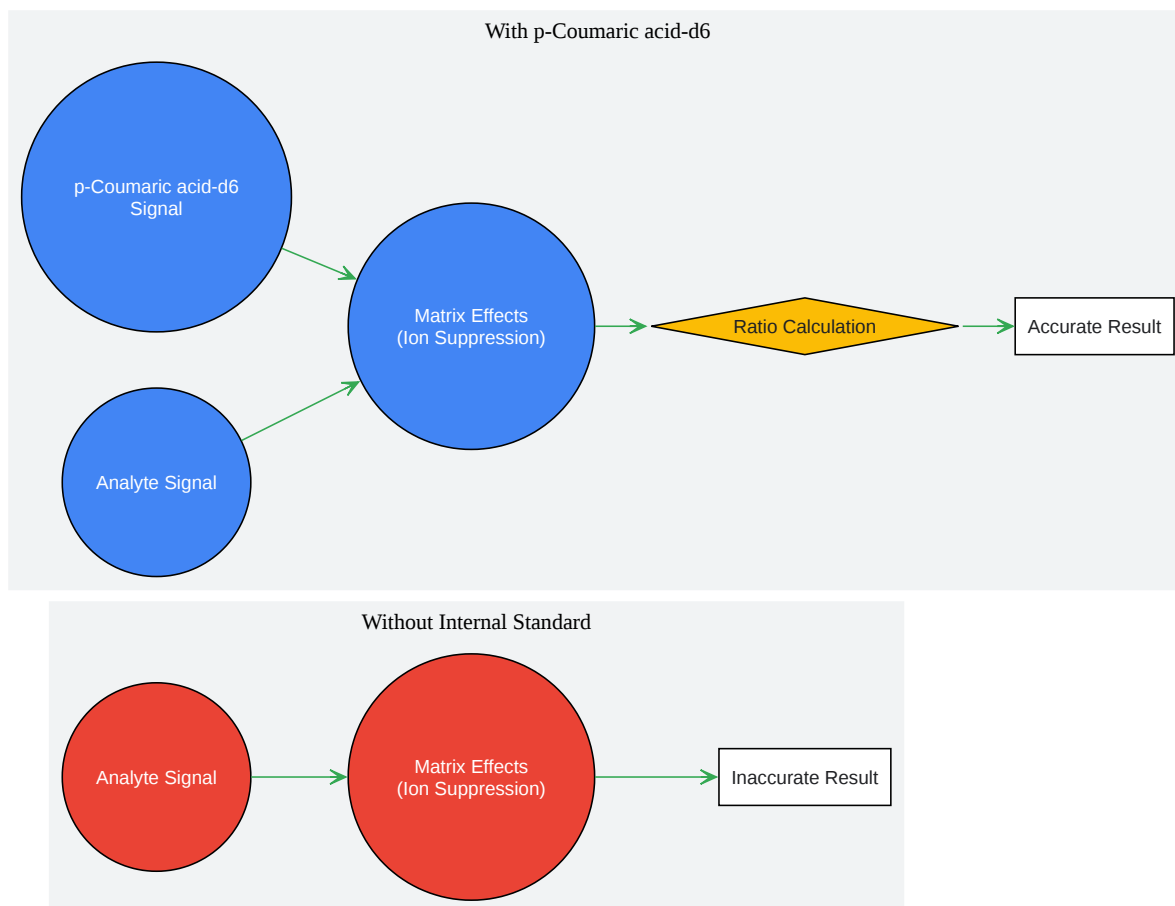 With p-Coumaric acid-d6
p-Coumaric acid-d6
Signal
Matrix Effects
(Ion Suppression)
Ratio Calculation
Accurate Result
Analyte Signal
Without Internal Standard
Analyte Signal
Matrix Effects
(Ion Suppression)
Inaccurate Result